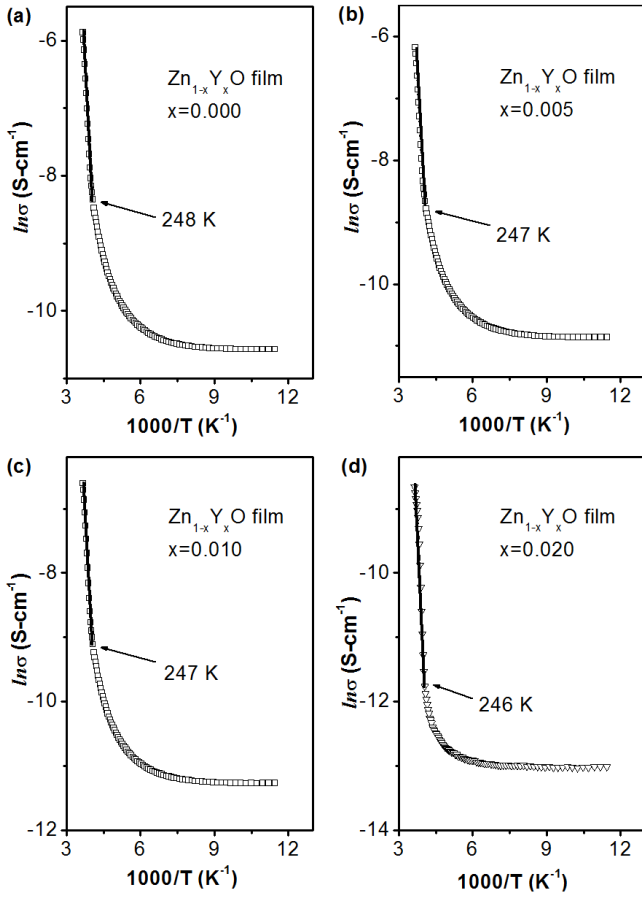 (a)
-6
-8
-10
lnσ (S-cm⁻¹)
Zn₁₋ₓYₓO film
x=0.000
248 K
3 6 9 12
1000/T (K⁻¹)
(b)
-6
-8
-10
lnσ (S-cm⁻¹)
Zn₁₋ₓYₓO film
x=0.005
247 K
3 6 9 12
1000/T (K⁻¹)
(c)
-8
-10
-12
lnσ (S-cm⁻¹)
Zn₁₋ₓYₓO film
x=0.010
247 K
3 6 9 12
1000/T (K⁻¹)
(d)
-10
-12
-14
lnσ (S-cm⁻¹)
Zn₁₋ₓYₓO film
x=0.020
246 K
3 6 9 12
1000/T (K⁻¹)